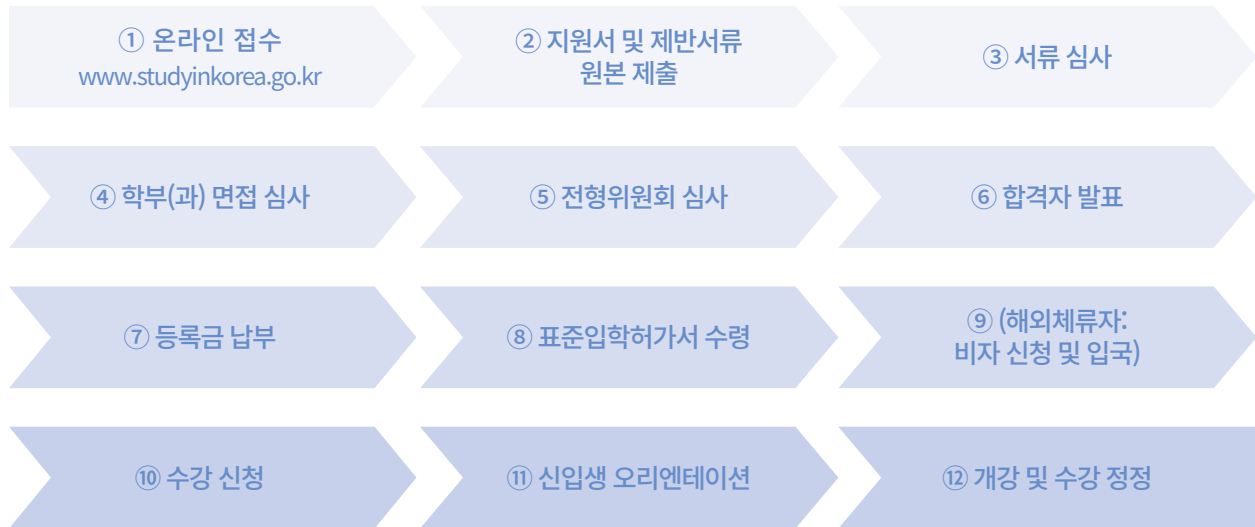 ① 온라인 접수
www.studyinkorea.go.kr
② 지원서 및 제반서류
원본 제출
③ 서류 심사
④ 학부(과) 면접 심사
⑤ 전형위원회 심사
⑥ 합격자 발표
⑦ 등록금 납부
⑧ 표준입학허가서 수령
⑨ (해외체류자:
비자 신청 및 입국)
⑩ 수강 신청
⑪ 신입생 오리엔테이션
⑫ 개강 및 수강 정정